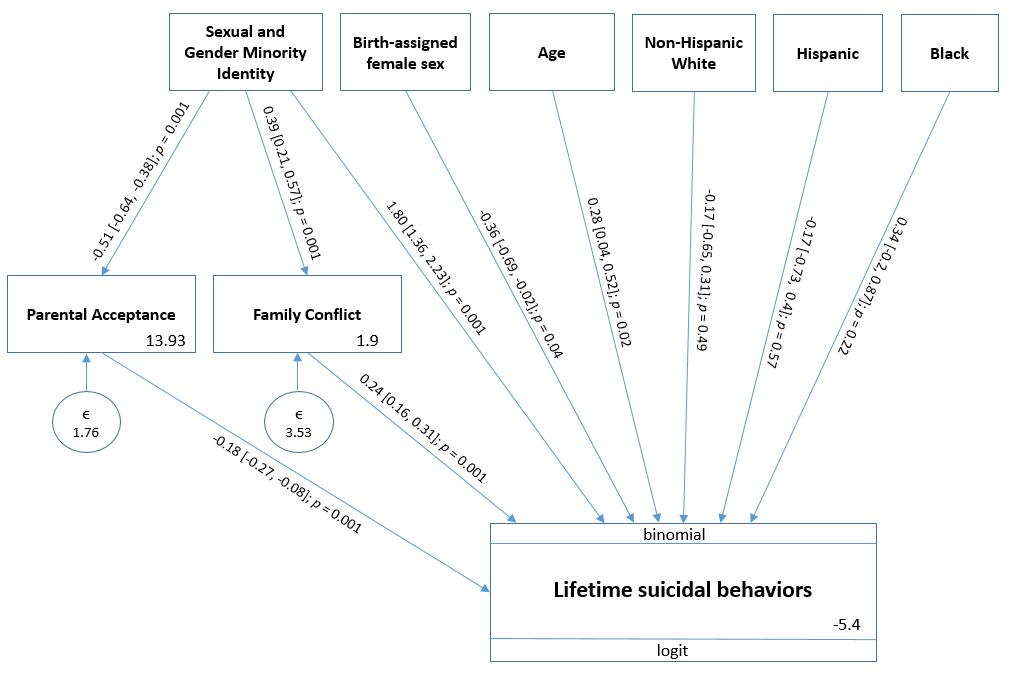 Sexual and
Gender Minority
Identity
Birth-assigned
female sex
Age
Non-Hispanic
White
Hispanic
Black
-0.51 [-0.64, -0.38]; p = 0.001
0.39 [0.21, 0.57]; p = 0.001
1.80 [1.36, 2.23]; p = 0.001
-0.36 [-0.69, -0.02]; p = 0.04
0.28 [0.04, 0.52]; p = 0.02
-0.17 [-0.65, 0.31]; p = 0.49
-0.17 [-0.73, 0.4]; p = 0.57
0.34 [-0.2, 0.87]; p = 0.22
Parental Acceptance
13.93
Family Conflict
1.9
ϵ
1.76
ϵ
3.53
0.24 [0.16, 0.31]; p = 0.001
-0.18 [-0.27, -0.08]; p = 0.001
binomial
Lifetime suicidal behaviors
-5.4
logit